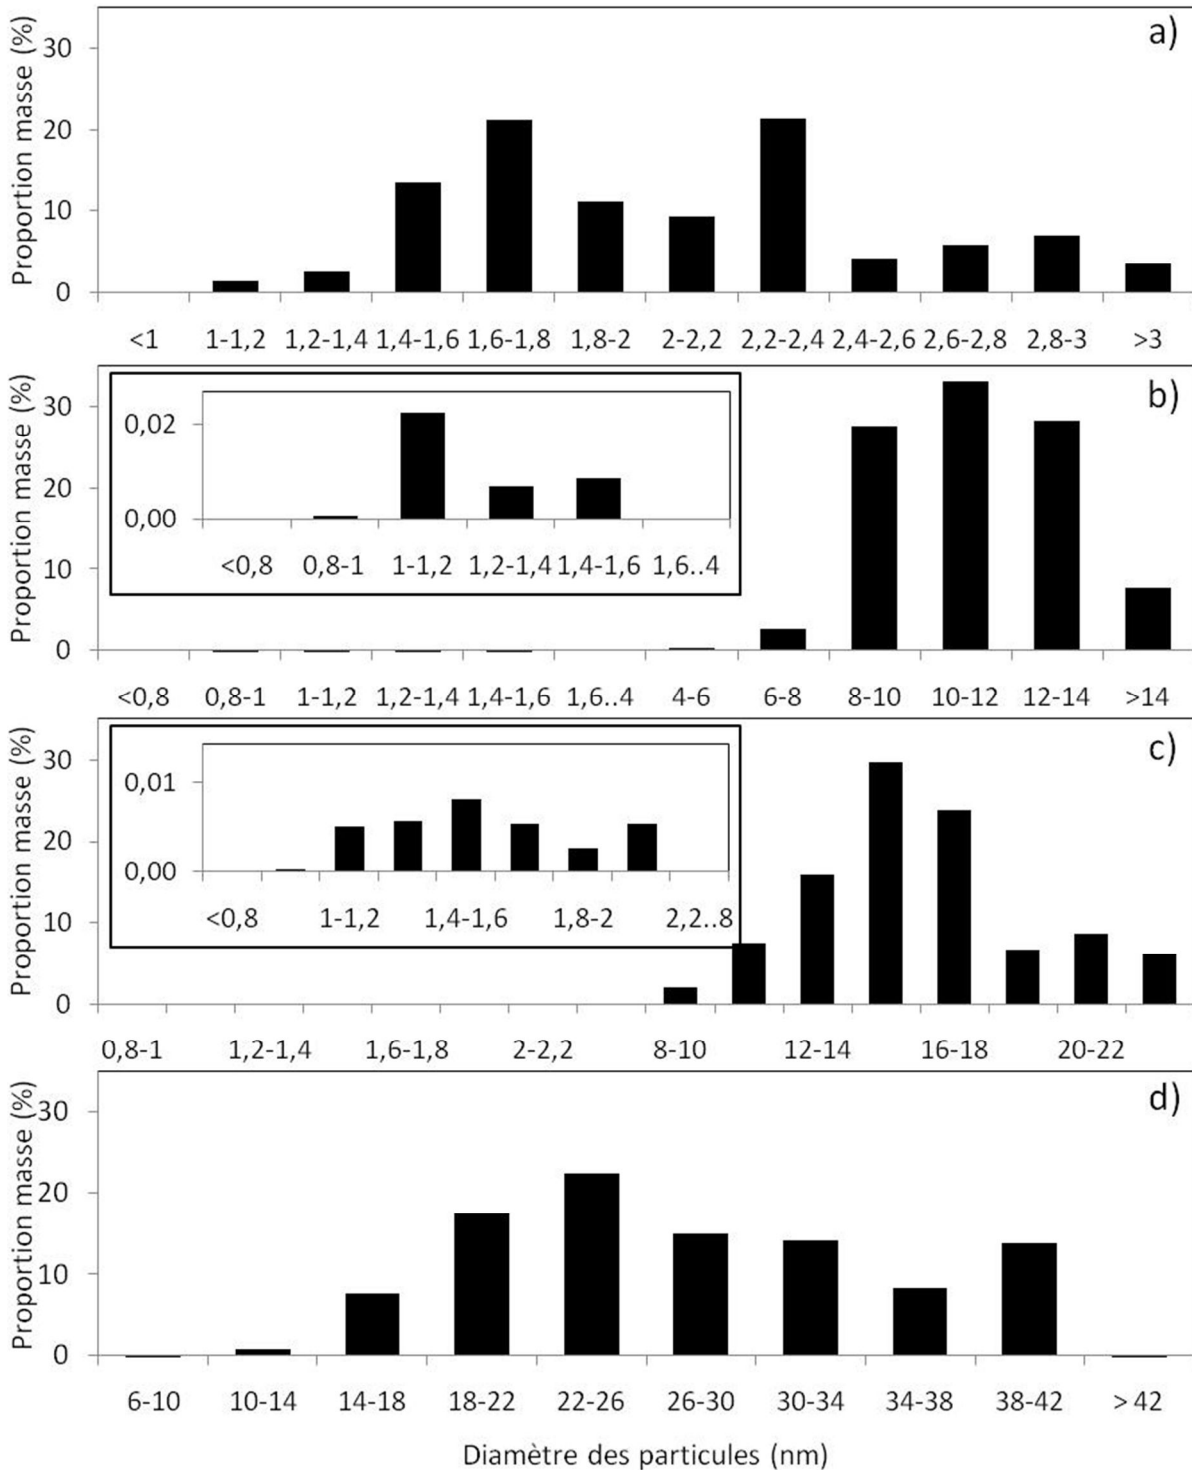 a)
Proportion masse (%)
30
20
10
0
<1 1-1,2 1,2-1,4 1,4-1,6 1,6-1,8 1,8-2 2-2,2 2,2-2,4 2,4-2,6 2,6-2,8 2,8-3 >3
b)
Proportion masse (%)
30
20
10
0
0,02
0,00
<0,8 0,8-1 1-1,2 1,2-1,4 1,4-1,6 1,6..4
<0,8 0,8-1 1-1,2 1,2-1,4 1,4-1,6 1,6..4 4-6 6-8 8-10 10-12 12-14 >14
c)
Proportion masse (%)
30
20
10
0
0,01
0,00
<0,8 1-1,2 1,4-1,6 1,8-2 2,2..8
0,8-1 1,2-1,4 1,6-1,8 2-2,2 8-10 12-14 16-18 20-22
d)
Proportion masse (%)
30
20
10
0
6-10 10-14 14-18 18-22 22-26 26-30 30-34 34-38 38-42 > 42
Diamètre des particules (nm)